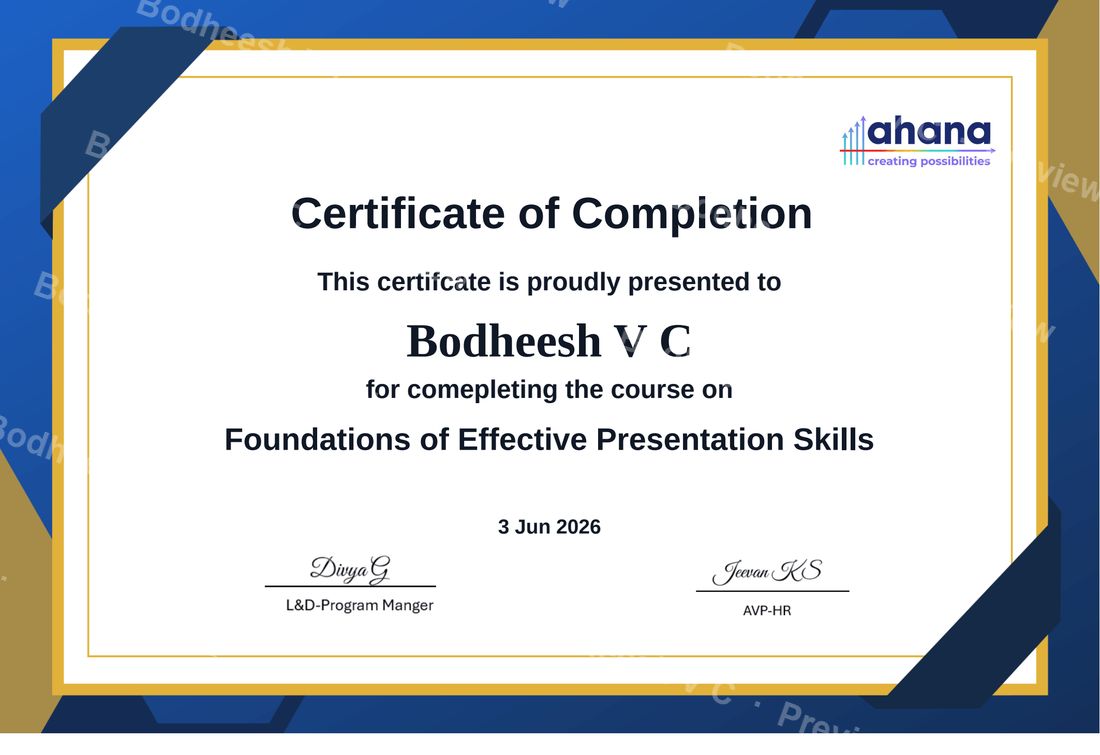 ahana
creating possibilities
Certificate of Completion
This certifcate is proudly presented to
Bodheesh V C
for comepleting the course on
Foundations of Effective Presentation Skills
3 Jun 2026
Divya G
Jeevan KS
L&D-Program Manger
AVP-HR